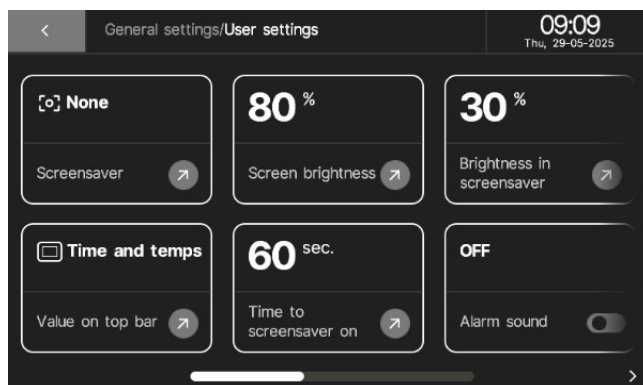 General settings/User settings
09:09
Thu, 29-05-2025
None
Screensaver
80 %
Screen brightness
30 %
Brightness in
screensaver
Time and temps
Value on top bar
60 sec.
Time to
screensaver on
OFF
Alarm sound